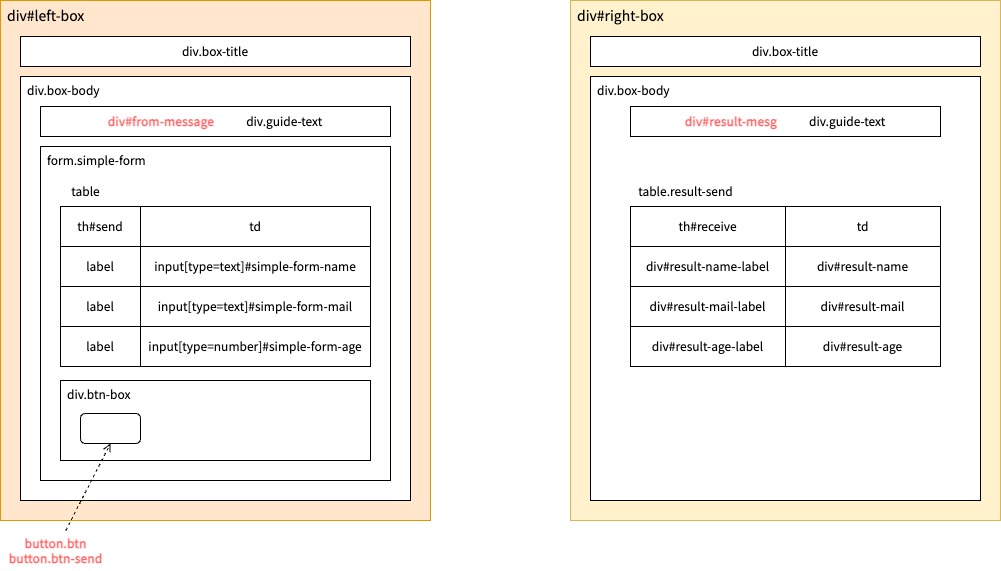 div#left-box
div.box-title
div.box-body
div#from-message div.guide-text
form.simple-form
table
th#send td
label input[type=text]#simple-form-name
label input[type=text]#simple-form-mail
label input[type=number]#simple-form-age
div.btn-box
button.btn
button.btn-send
div#right-box
div.box-title
div.box-body
div#result-mesg div.guide-text
table.result-send
th#receive td
div#result-name-label div#result-name
div#result-mail-label div#result-mail
div#result-age-label div#result-age